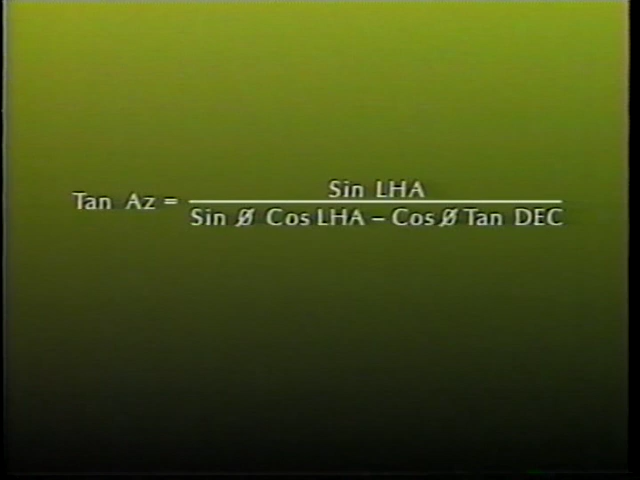 Tan Az = Sin LHA
Sin ∅ Cos LHA – Cos ∅ Tan DEC